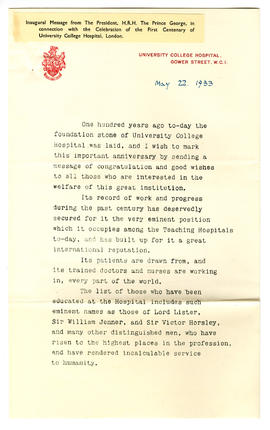 Inaugural Message from The President, H.R.H. The Prince George, in
connection with the Celebration of the First Centenary of
University College Hospital, London.
UNIVERSITY COLLEGE HOSPITAL,
GOWER STREET, W.C.1.
May 22. 1933
One hundred years ago to-day the
foundation stone of University College
Hospital was laid, and I wish to mark
this important anniversary by sending a
message of congratulation and good wishes
to all those who are interested in the
welfare of this great institution.
Its record of work and progress
during the past century has deservedly
secured for it the very eminent position
which it occupies among the Teaching Hospitals
to-day, and has built up for it a great
international reputation.
Its patients are drawn from, and
its trained doctors and nurses are working
in, every part of the world.
The list of those who have been
educated at the Hospital includes such
eminent names as those of Lord Lister,
Sir William Jenner, and Sir Victor Horsley,
and many other distinguished men, who have
risen to the highest places in the profession,
and have rendered incalculable service
to humanity.